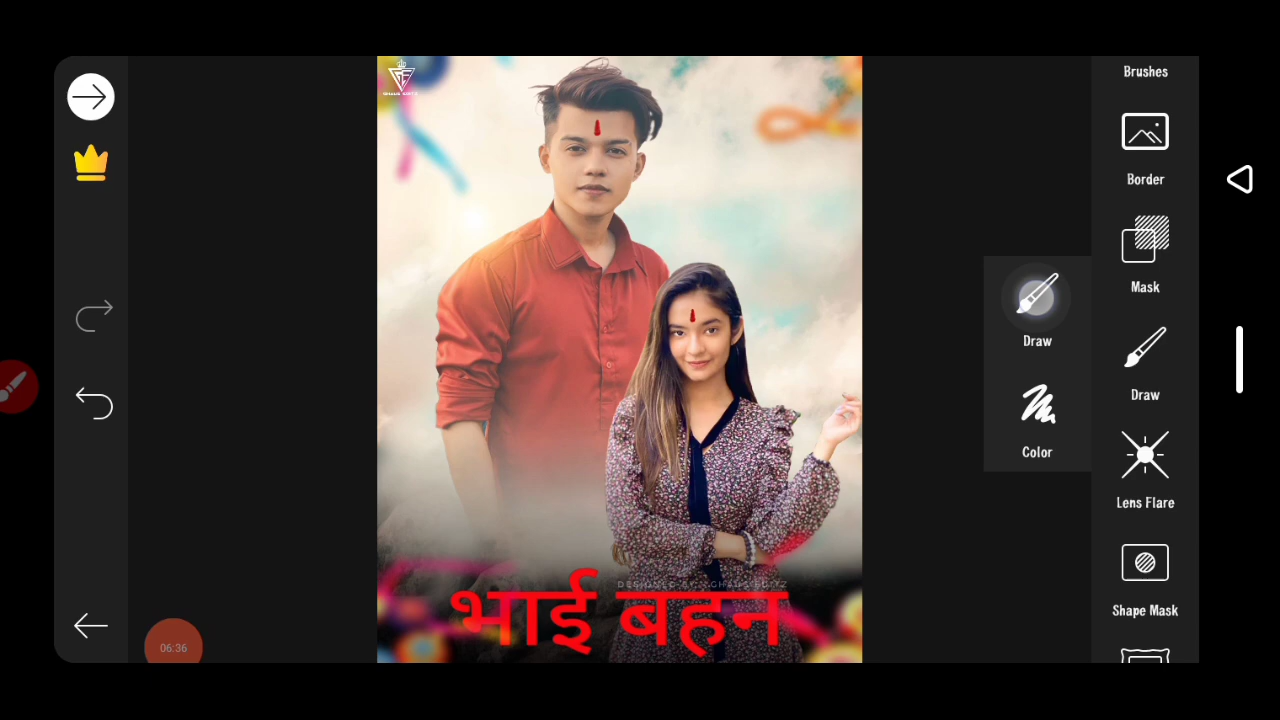 Brushes
Border
Mask
Draw
Draw
Color
Lens Flare
Shape Mask
भाई बहन
06:36